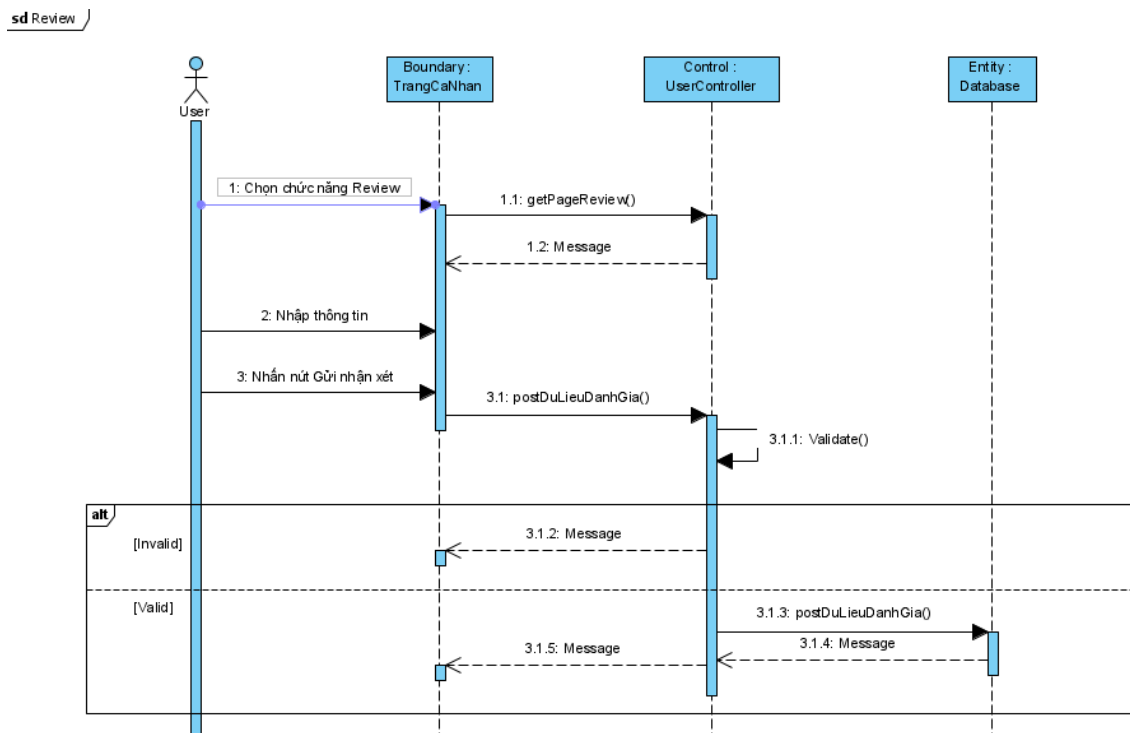 sd Review
Boundary :
TrangCaNhan
Control :
UserController
Entity :
Database
User
1: Chọn chức năng Review
1.1: getPageReview()
1.2: Message
2: Nhập thông tin
3: Nhấn nút Gửi nhận xét
3.1: postDuLieuDanhGia()
3.1.1: Validate()
alt
[Invalid]
3.1.2: Message
[Valid]
3.1.3: postDuLieuDanhGia()
3.1.4: Message
3.1.5: Message